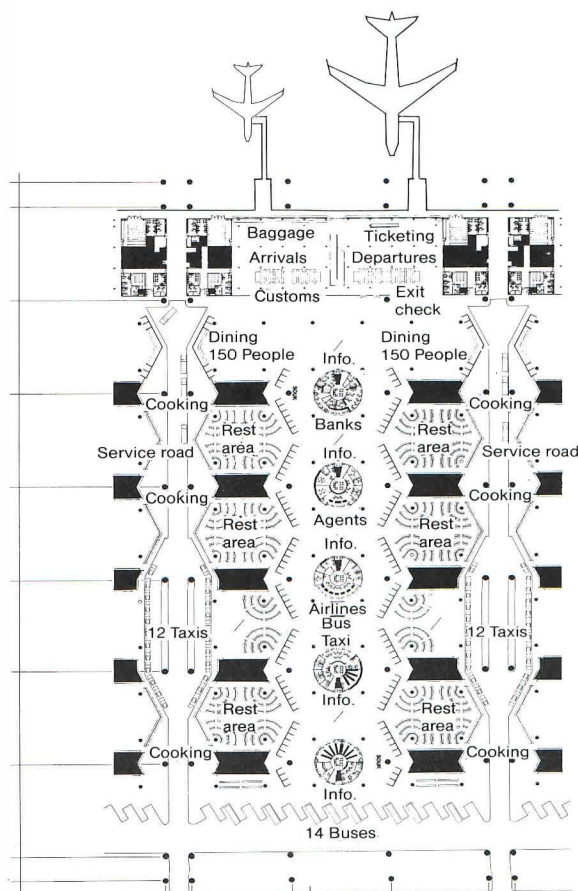 Baggage
Ticketing
Arrivals
Departures
Customs
Exit
check
Dining
150 People
Dining
150 People
Info.
SOUK
Cooking
Cooking
Banks
Rest
area
Rest
area
Service road
Info.
Service road
Cooking
Cooking
Agents
Rest
area
Rest
area
Info.
Airlines
Bus
Taxi
12 Taxis
12 Taxis
Info.
Rest
area
Rest
area
Cooking
Cooking
SOUK
Info.
14 Buses